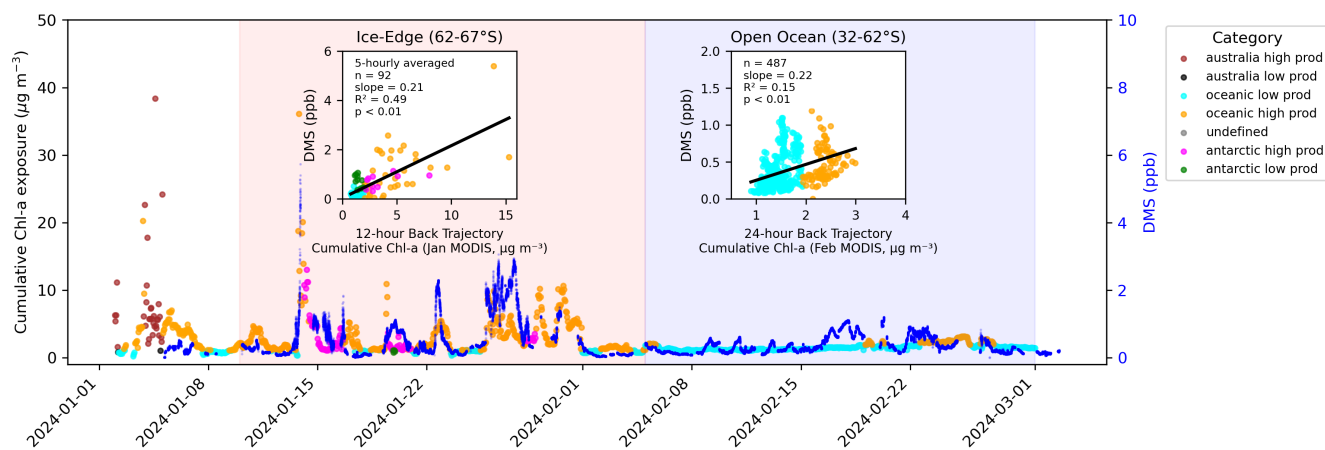 Cumulative Chl-a exposure (μg m⁻³)
50
40
30
20
10
0
Ice-Edge (62-67°S)
5-hourly averaged
n = 92
slope = 0.21
R² = 0.49
p < 0.01
DMS (ppb)
6
4
2
0
0
5
10
15
12-hour Back Trajectory
Cumulative Chl-a (Jan MODIS, μg m⁻³)
Open Ocean (32-62°S)
n = 487
slope = 0.22
R² = 0.15
p < 0.01
DMS (ppb)
2.0
1.5
1.0
0.5
0.0
1
2
3
4
24-hour Back Trajectory
Cumulative Chl-a (Feb MODIS, μg m⁻³)
10
8
6
4
2
0
DMS (ppb)
2024-01-01
2024-01-08
2024-01-15
2024-01-22
2024-02-01
2024-02-08
2024-02-15
2024-02-22
2024-03-01
Category
australia high prod
australia low prod
oceanic low prod
oceanic high prod
undefined
antarctic high prod
antarctic low prod